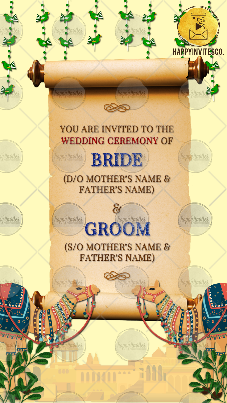 HAPPYINVITES.CO
YOU ARE INVITED TO THE
WEDDING CEREMONY OF
BRIDE
(D/O MOTHER'S NAME &
FATHER'S NAME)
&
GROOM
(S/O MOTHER'S NAME &
FATHER'S NAME)